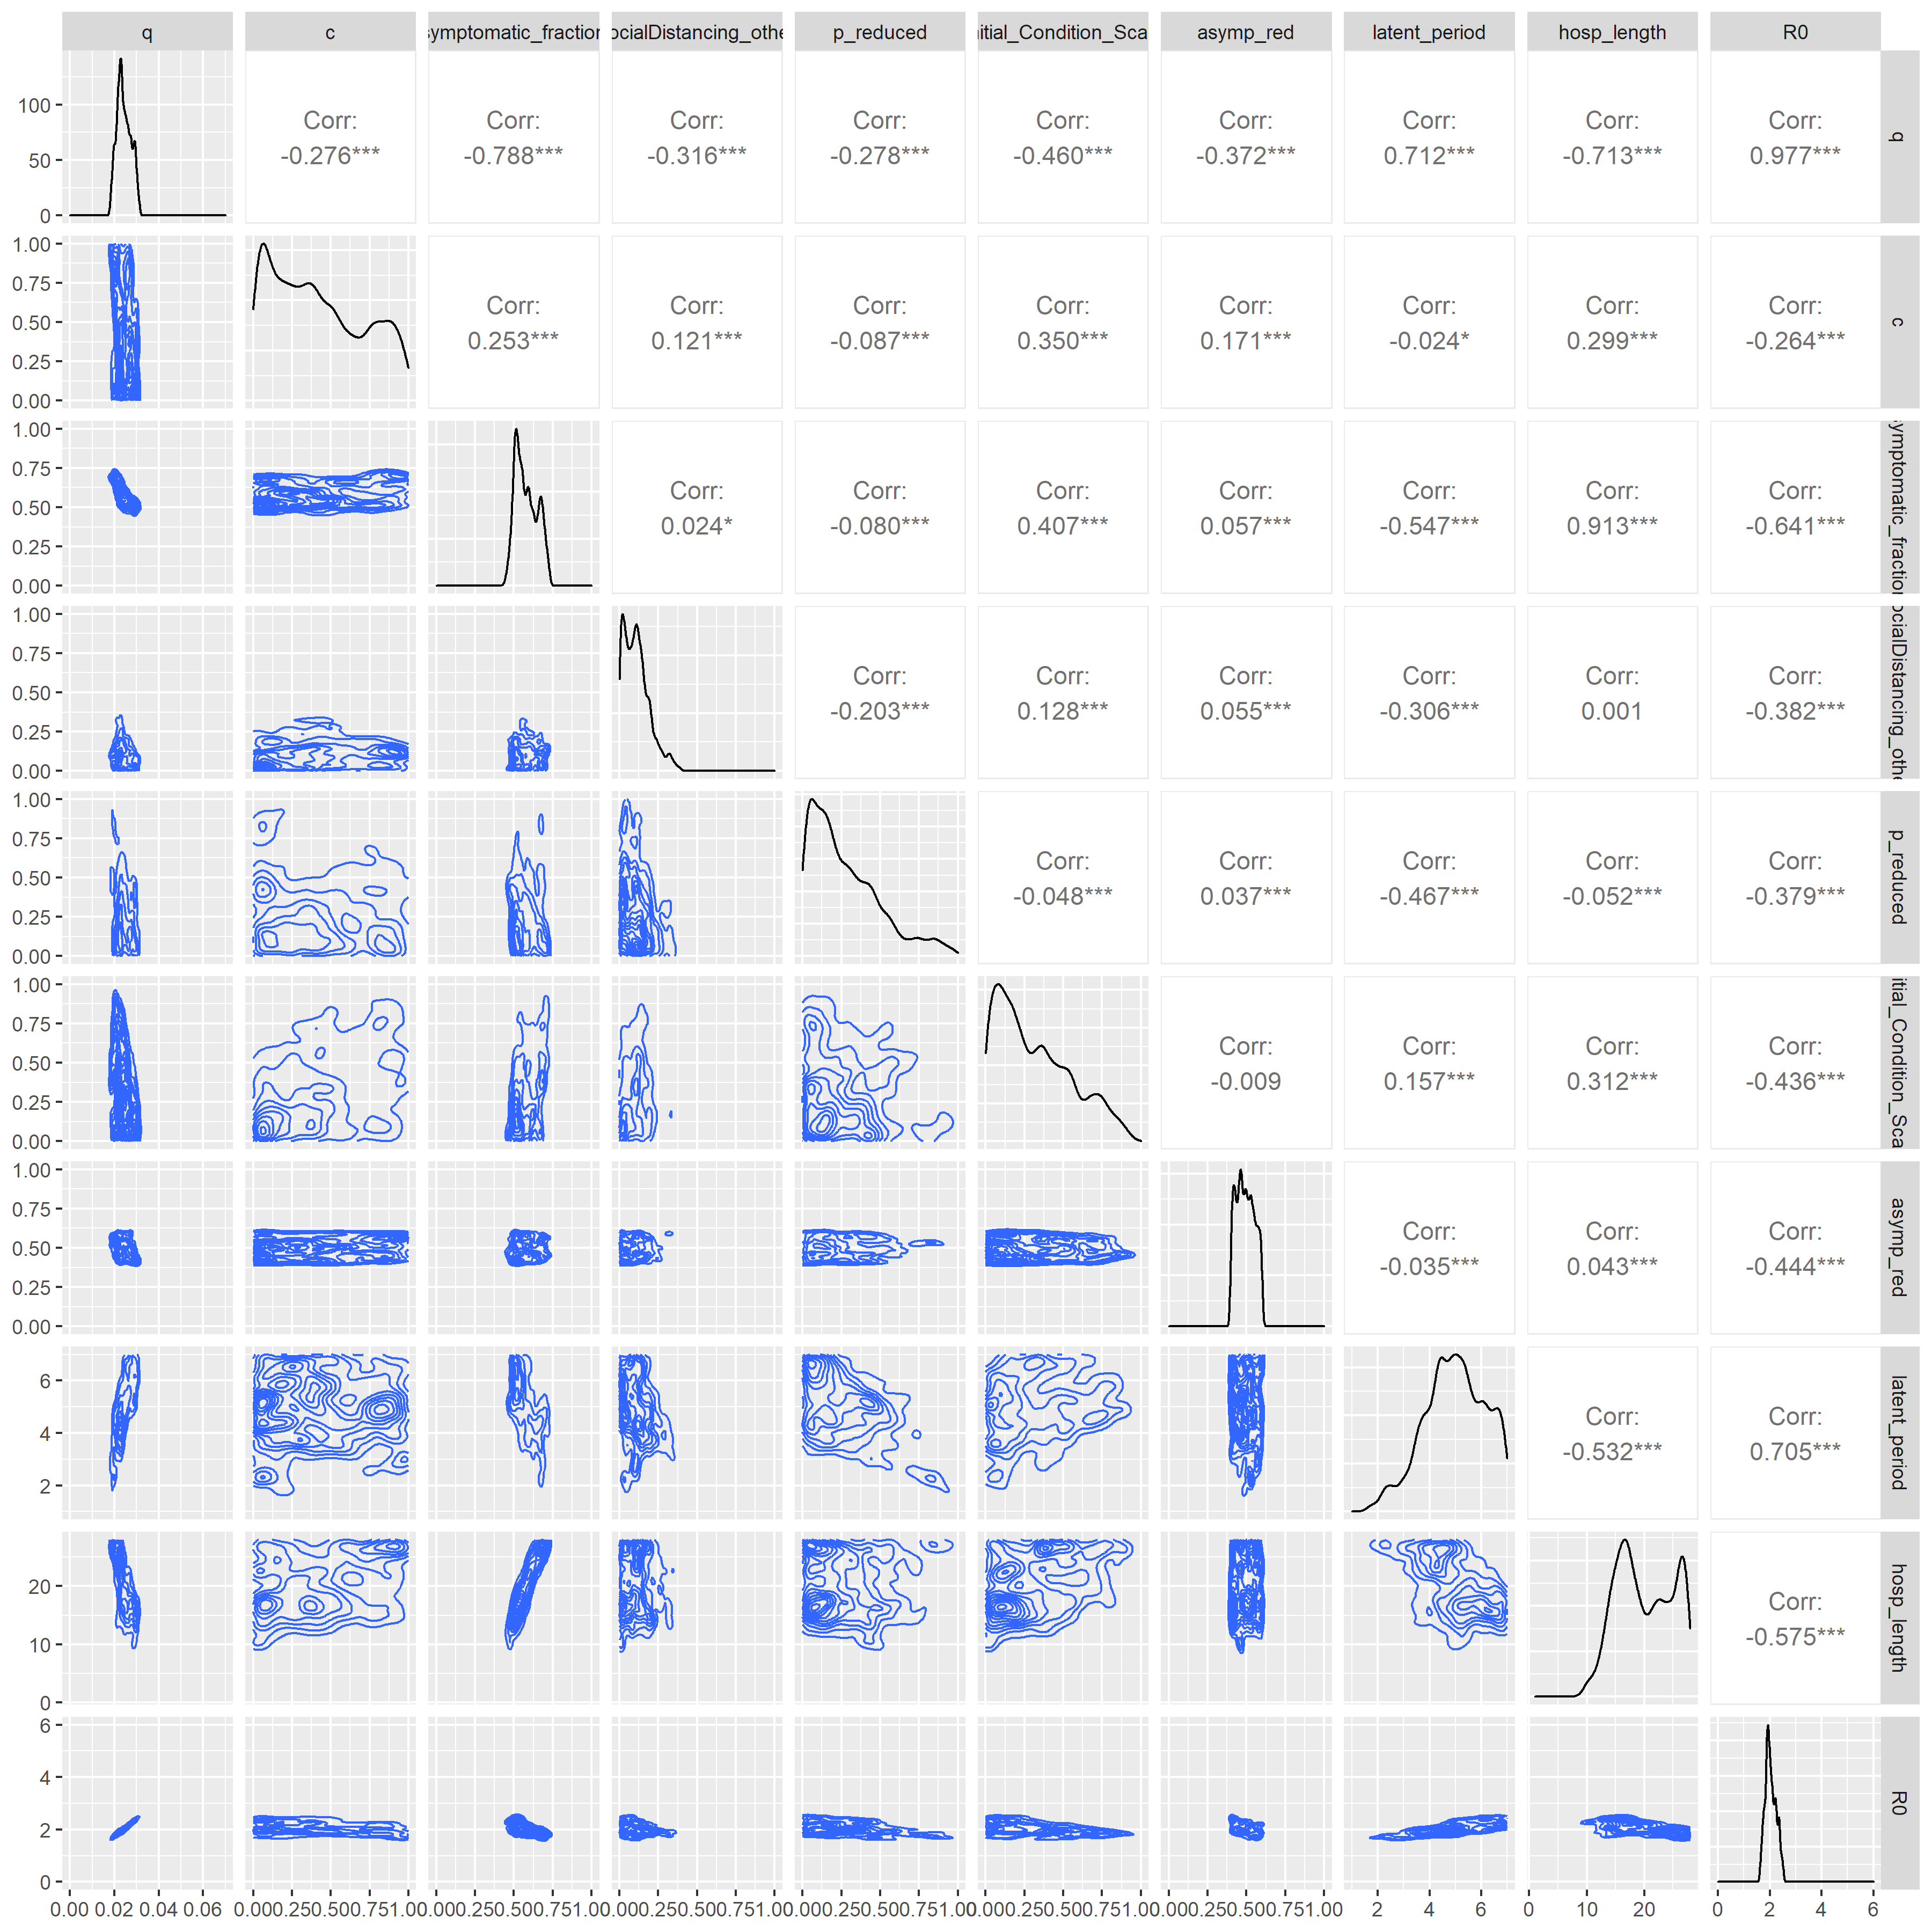 q c symptomatic_fraction ocialDistancing_othe p_reduced nitial_Condition_Sca asymp_red latent_period hosp_length R0
Corr: Corr: Corr: Corr: Corr: Corr: Corr: Corr: Corr:
-0.276*** -0.788*** -0.316*** -0.278*** -0.460*** -0.372*** 0.712*** -0.713*** 0.977***
100
50
0
q
Corr: Corr: Corr: Corr: Corr: Corr: Corr: Corr:
0.253*** 0.121*** -0.087*** 0.350*** 0.171*** -0.024* 0.299*** -0.264***
1.00
0.75
0.50
0.25
0.00
c
Corr: Corr: Corr: Corr: Corr: Corr: Corr:
0.024* -0.080*** 0.407*** 0.057*** -0.547*** 0.913*** -0.641***
1.00
0.75
0.50
0.25
0.00
symptomatic_fraction
Corr: Corr: Corr: Corr: Corr: Corr:
-0.203*** 0.128*** 0.055*** -0.306*** 0.001 -0.382***
1.00
0.75
0.50
0.25
0.00
ocialDistancing_othe
Corr: Corr: Corr: Corr: Corr:
-0.048*** 0.037*** -0.467*** -0.052*** -0.379***
1.00
0.75
0.50
0.25
0.00
p_reduced
Corr: Corr: Corr: Corr:
-0.009 0.157*** 0.312*** -0.436***
1.00
0.75
0.50
0.25
0.00
itial_Condition_Sca
Corr: Corr: Corr:
-0.035*** 0.043*** -0.444***
1.00
0.75
0.50
0.25
0.00
asymp_red
Corr: Corr:
-0.532*** 0.705***
6
4
2
latent_period
Corr:
-0.575***
20
10
0
hosp_length
6
4
2
0
R0
0.00 0.02 0.04 0.06 0.000.250.500.751.00 0.000.250.500.751.00 0.000.250.500.751.00 0.000.250.500.751.00 0.000.250.500.751.00 0.000.250.500.751.00 2 4 6 0 10 20 0 2 4 6